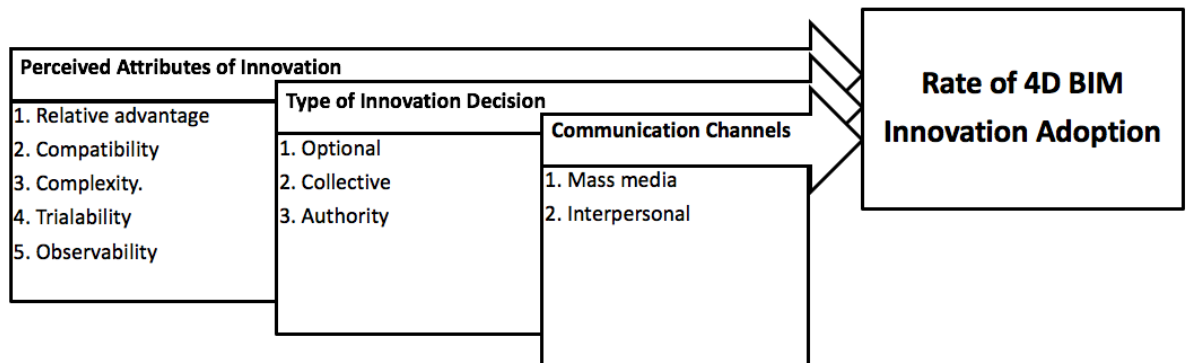 Perceived Attributes of Innovation
1. Relative advantage
2. Compatibility
3. Complexity.
4. Trialability
5. Observability
Type of Innovation Decision
1. Optional
2. Collective
3. Authority
Communication Channels
1. Mass media
2. Interpersonal
Rate of 4D BIM
Innovation Adoption